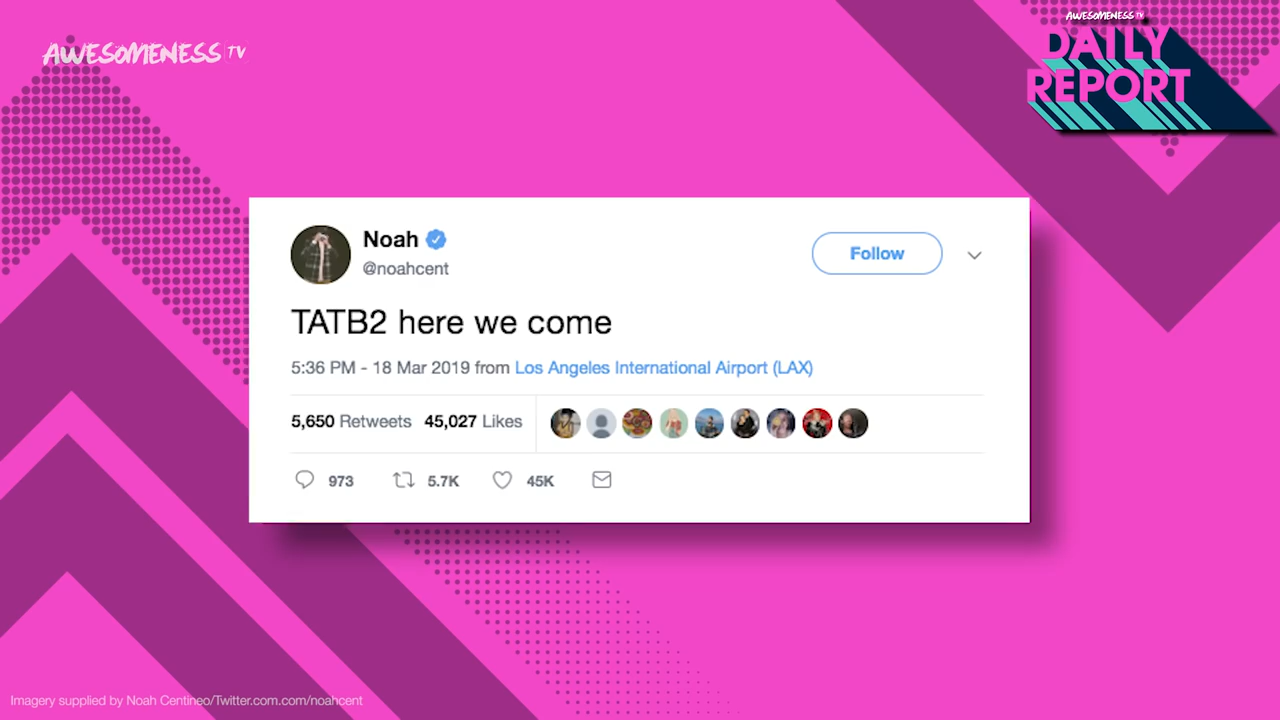 AWESOMENESS TV
AWESOMENESS TV
DAILY
REPORT
Noah
@noahcent
Follow
TATB2 here we come
5:36 PM - 18 Mar 2019 from Los Angeles International Airport (LAX)
5,650 Retweets 45,027 Likes
973 5.7K 45K
Imagery supplied by Noah Centineo/Twitter.com.com/noahcent